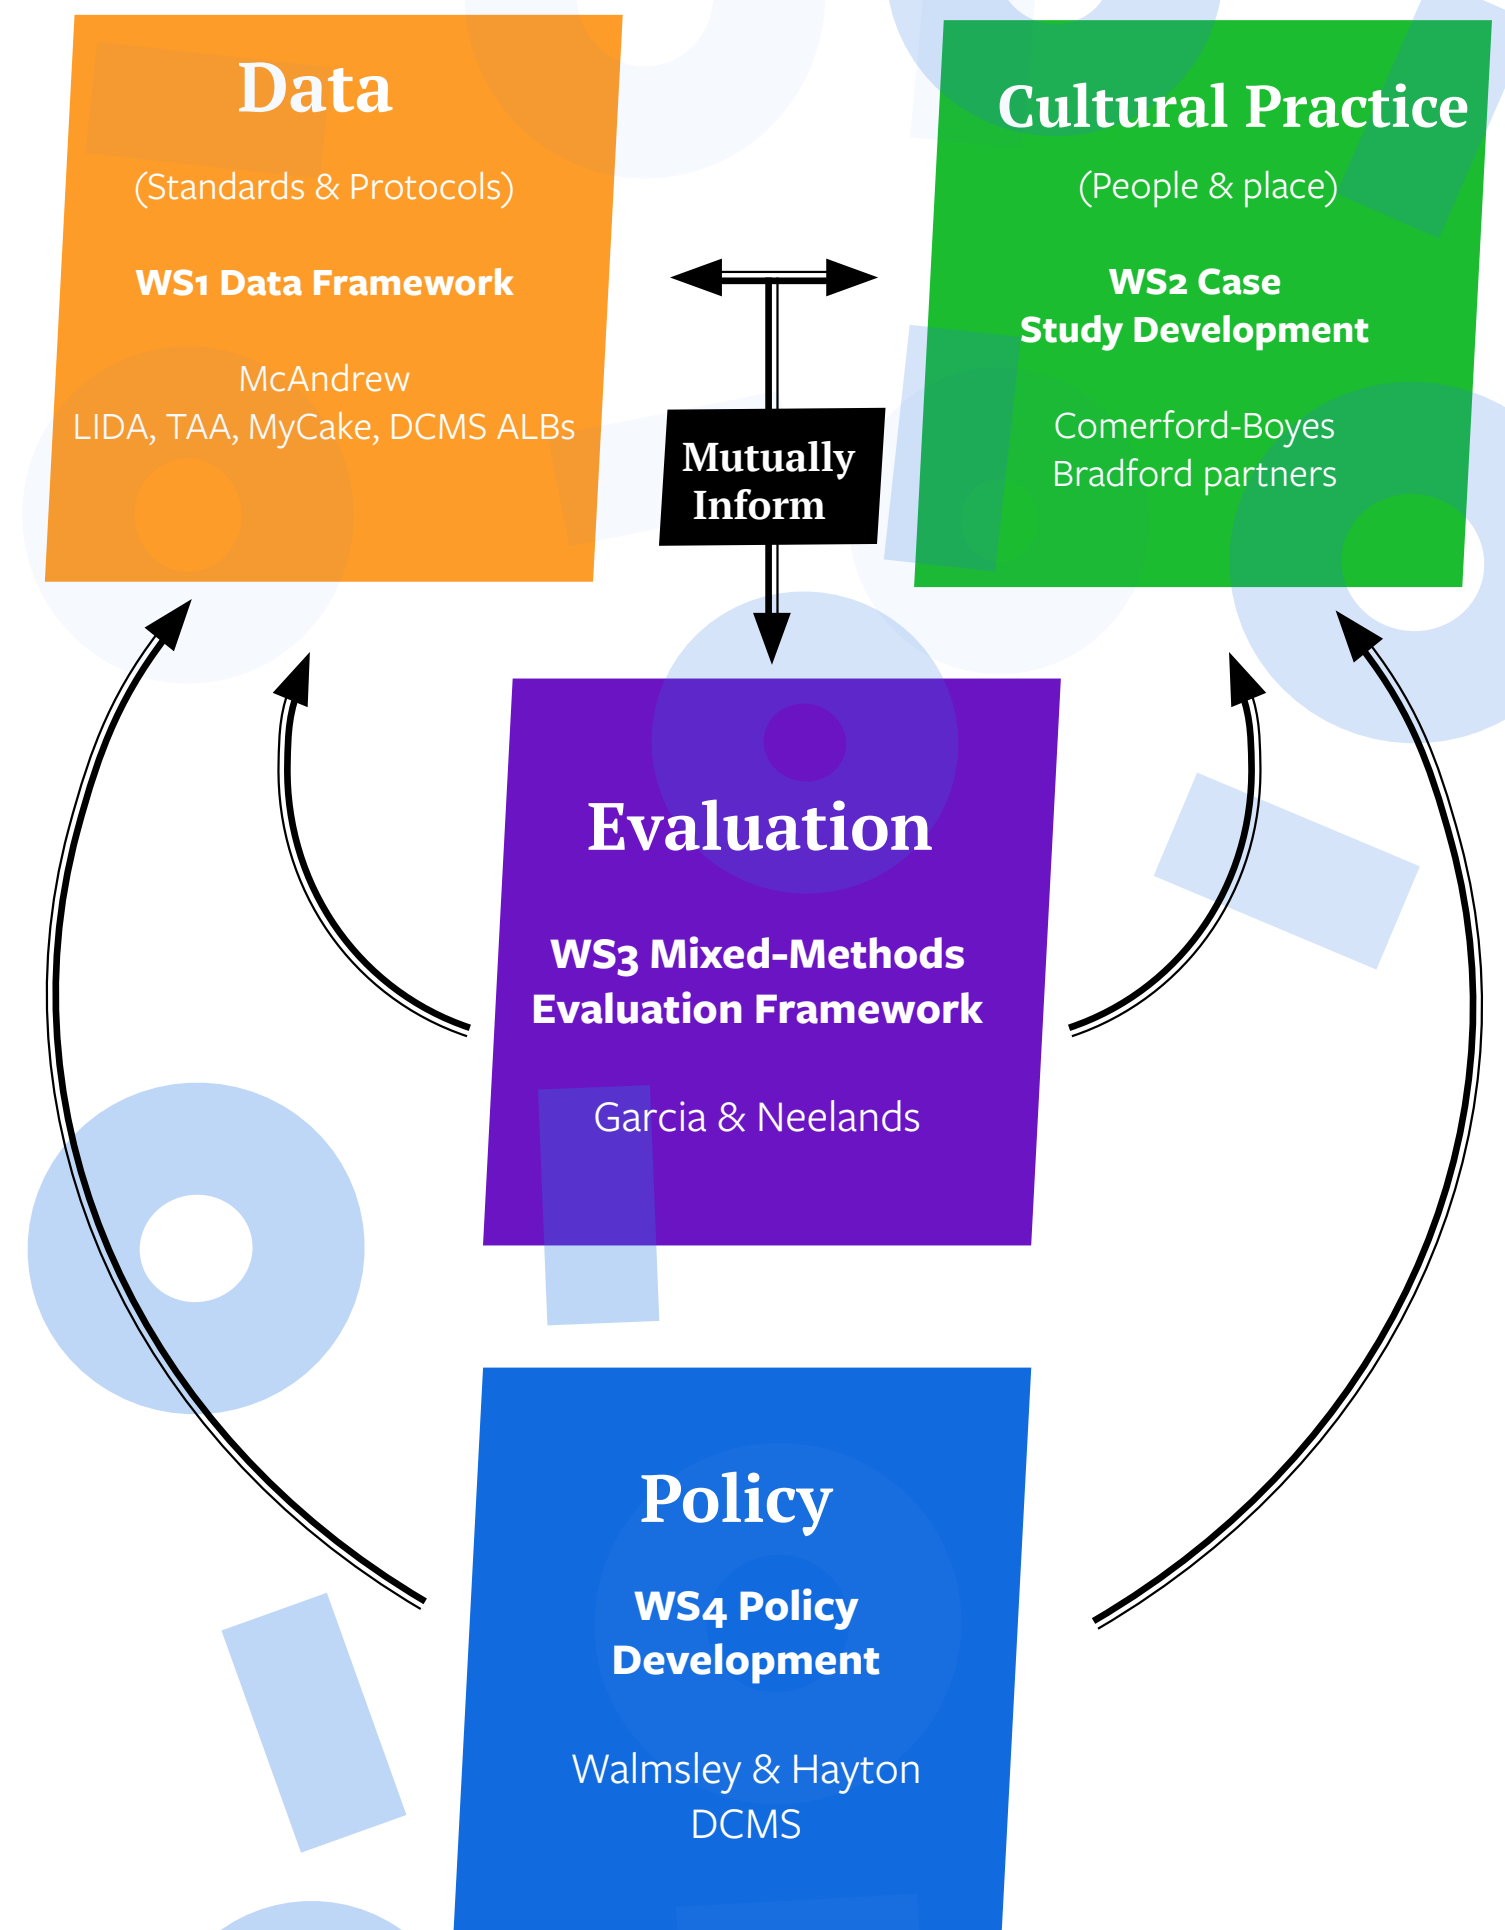 Data
(Standards & Protocols)
WS1 Data Framework
McAndrew
LIDA, TAA, MyCake, DCMS ALBs
Cultural Practice
(People & place)
WS2 Case
Study Development
Comerford-Boyes
Bradford partners
Mutually
Inform
Evaluation
WS3 Mixed-Methods
Evaluation Framework
Garcia & Neelands
Policy
WS4 Policy
Development
Walmsley & Hayton
DCMS